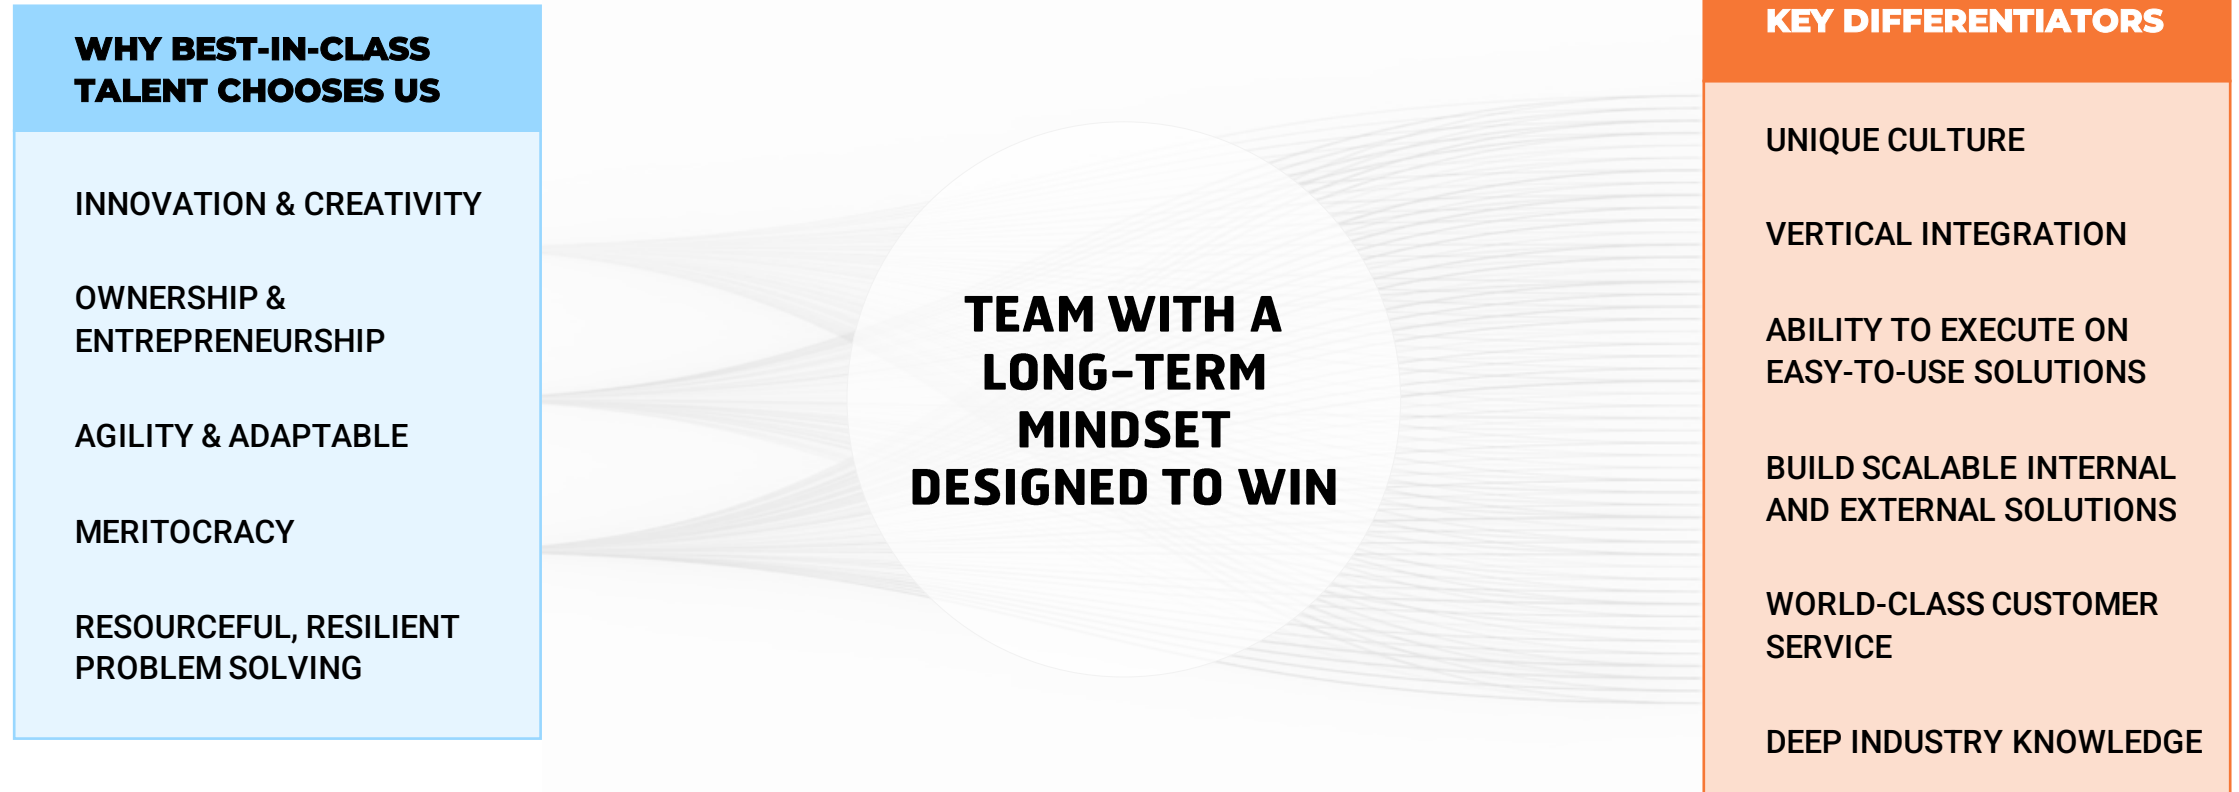 WHY BEST-IN-CLASS
TALENT CHOOSES US
INNOVATION & CREATIVITY
OWNERSHIP &
ENTREPRENEURSHIP
AGILITY & ADAPTABLE
MERITOCRACY
RESOURCEFUL, RESILIENT
PROBLEM SOLVING
TEAM WITH A
LONG-TERM
MINDSET
DESIGNED TO WIN
KEY DIFFERENTIATORS
UNIQUE CULTURE
VERTICAL INTEGRATION
ABILITY TO EXECUTE ON
EASY-TO-USE SOLUTIONS
BUILD SCALABLE INTERNAL
AND EXTERNAL SOLUTIONS
WORLD-CLASS CUSTOMER
SERVICE
DEEP INDUSTRY KNOWLEDGE